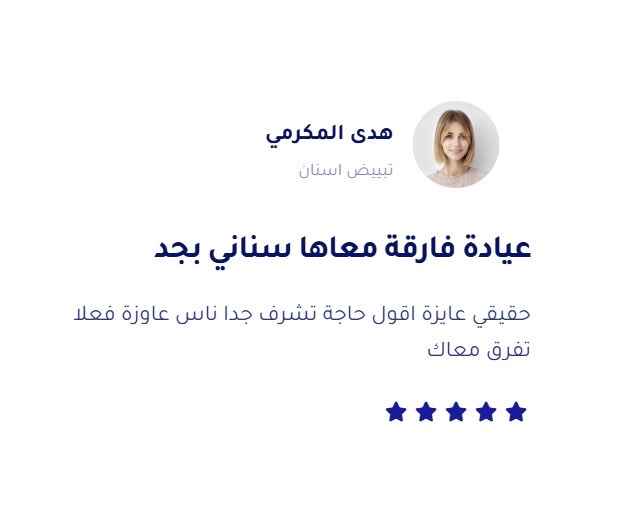 هدى المكرمي
تبييض اسنان
عيادة فارقة معاها سناني بجد
حقيقي عايزة اقول حاجة تشرف جدا ناس عاوزة فعلا
تفرق معاك